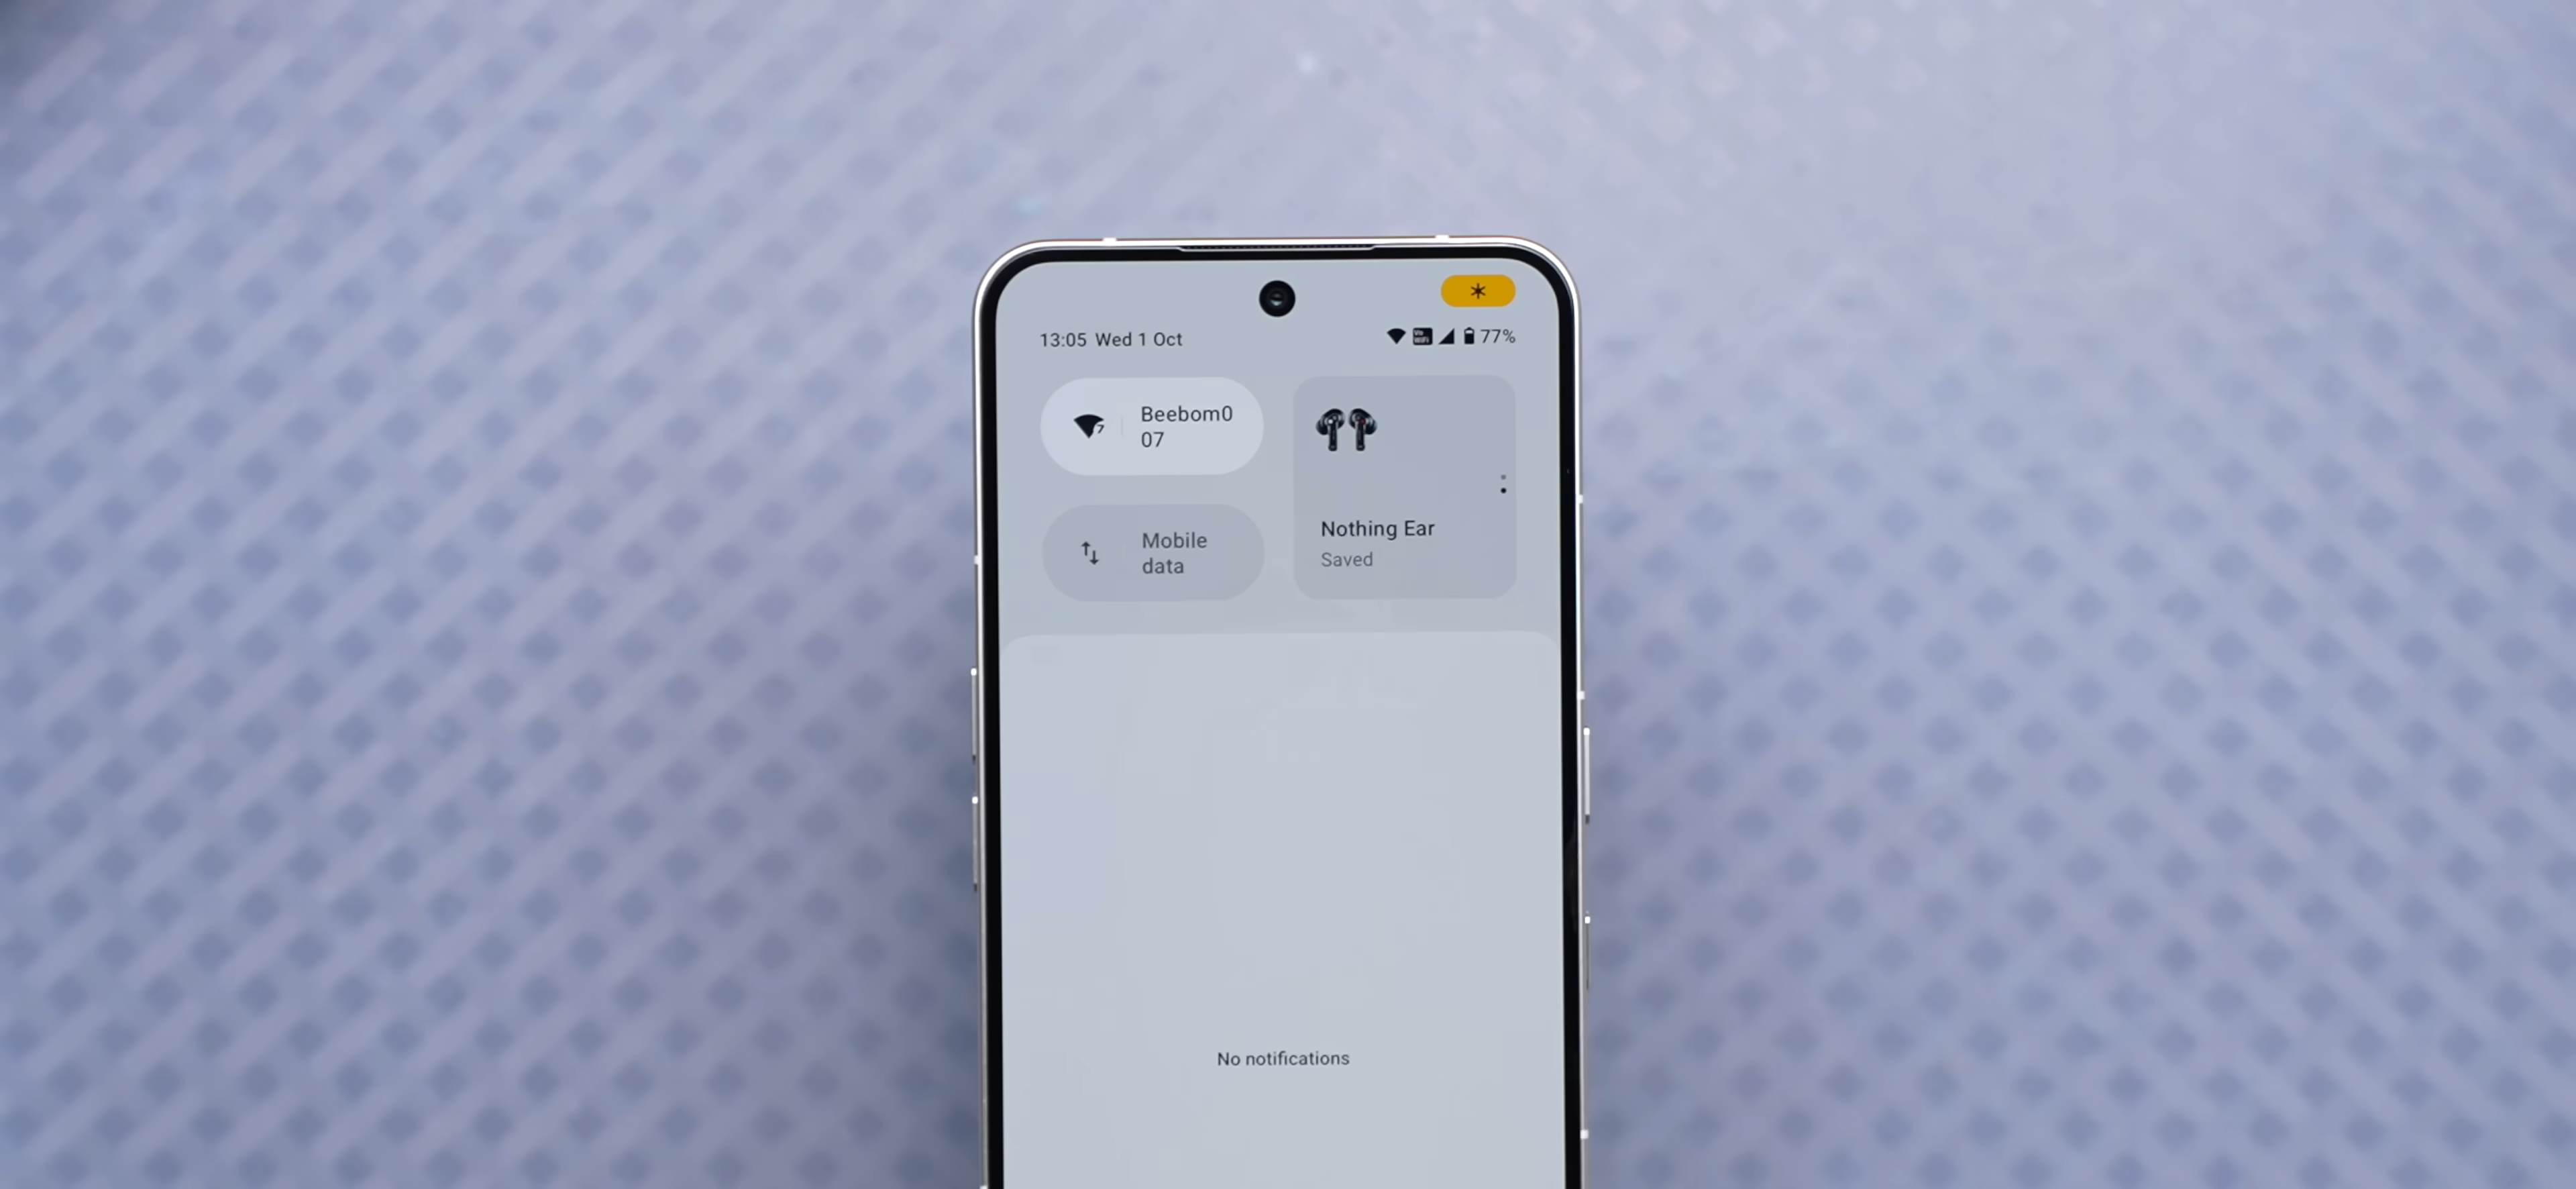 13:05 Wed 1 Oct
77%
Beebom0
07
Mobile
data
Nothing Ear
Saved
No notifications